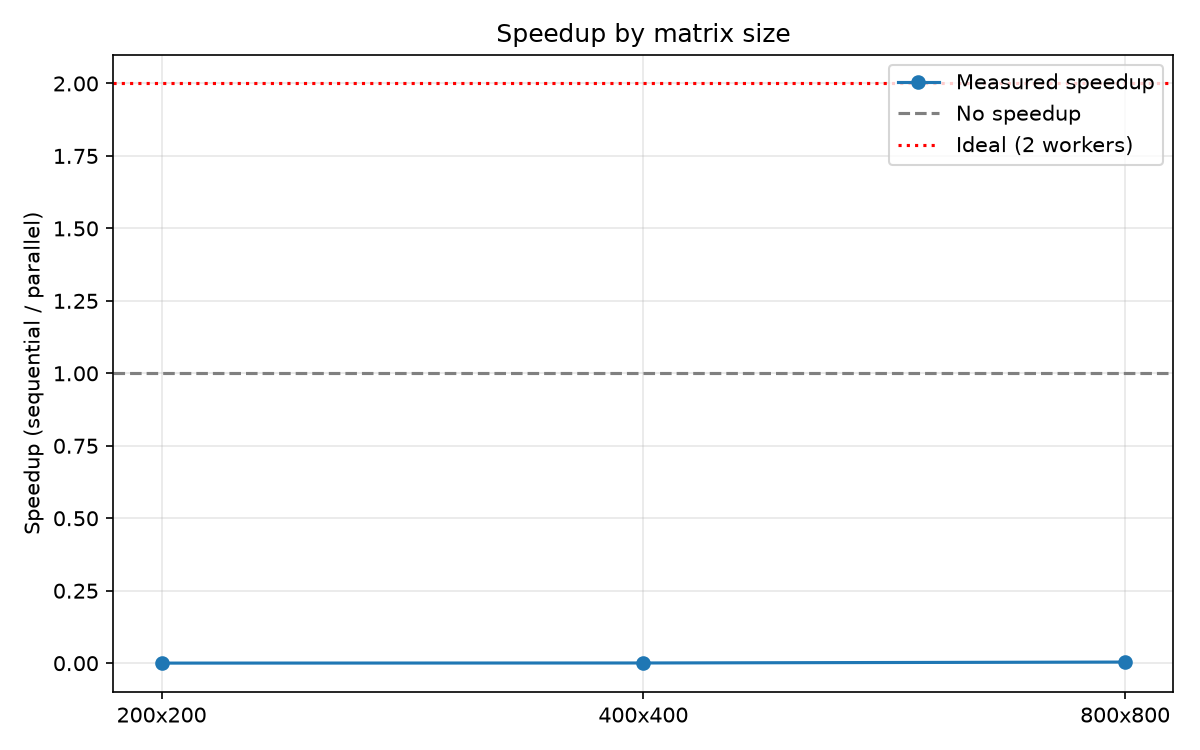 Speedup by matrix size
Speedup (sequential / parallel)
2.00
1.75
1.50
1.25
1.00
0.75
0.50
0.25
0.00
200x200
400x400
800x800
Measured speedup
No speedup
Ideal (2 workers)